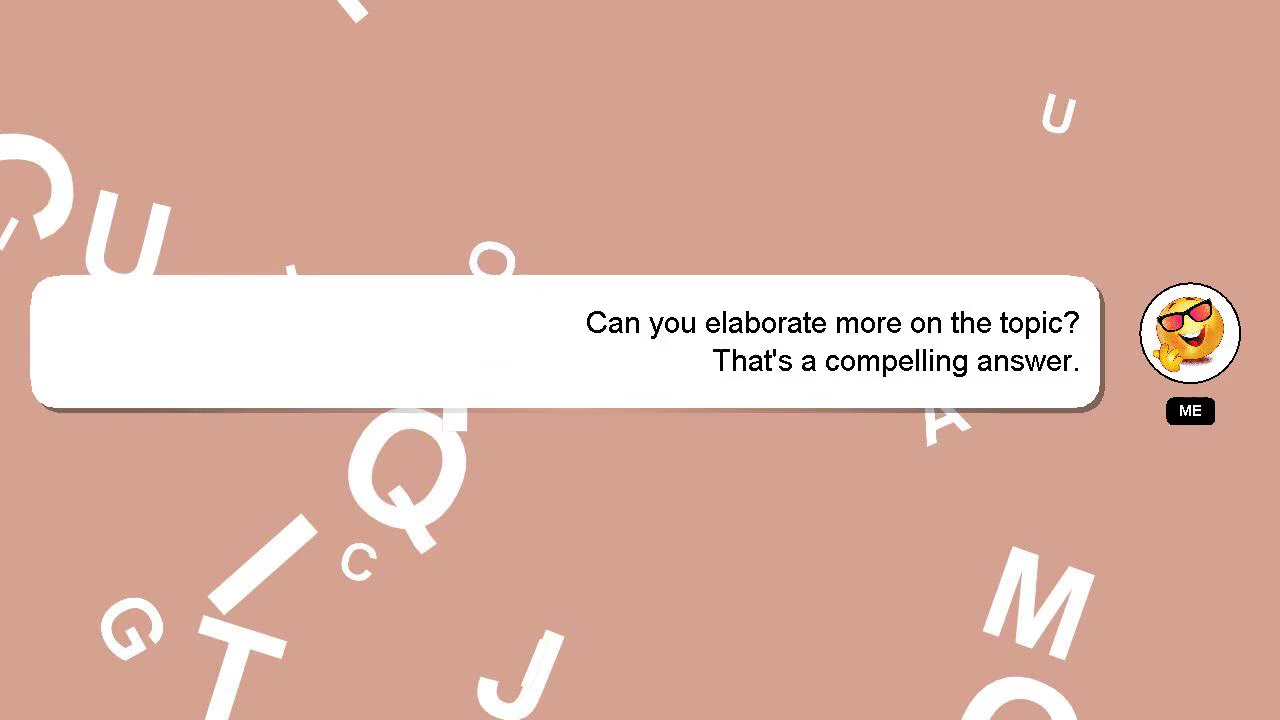 U
U
O
Can you elaborate more on the topic?
That's a compelling answer.
ME
A
Q
I
C
M
G
T
J